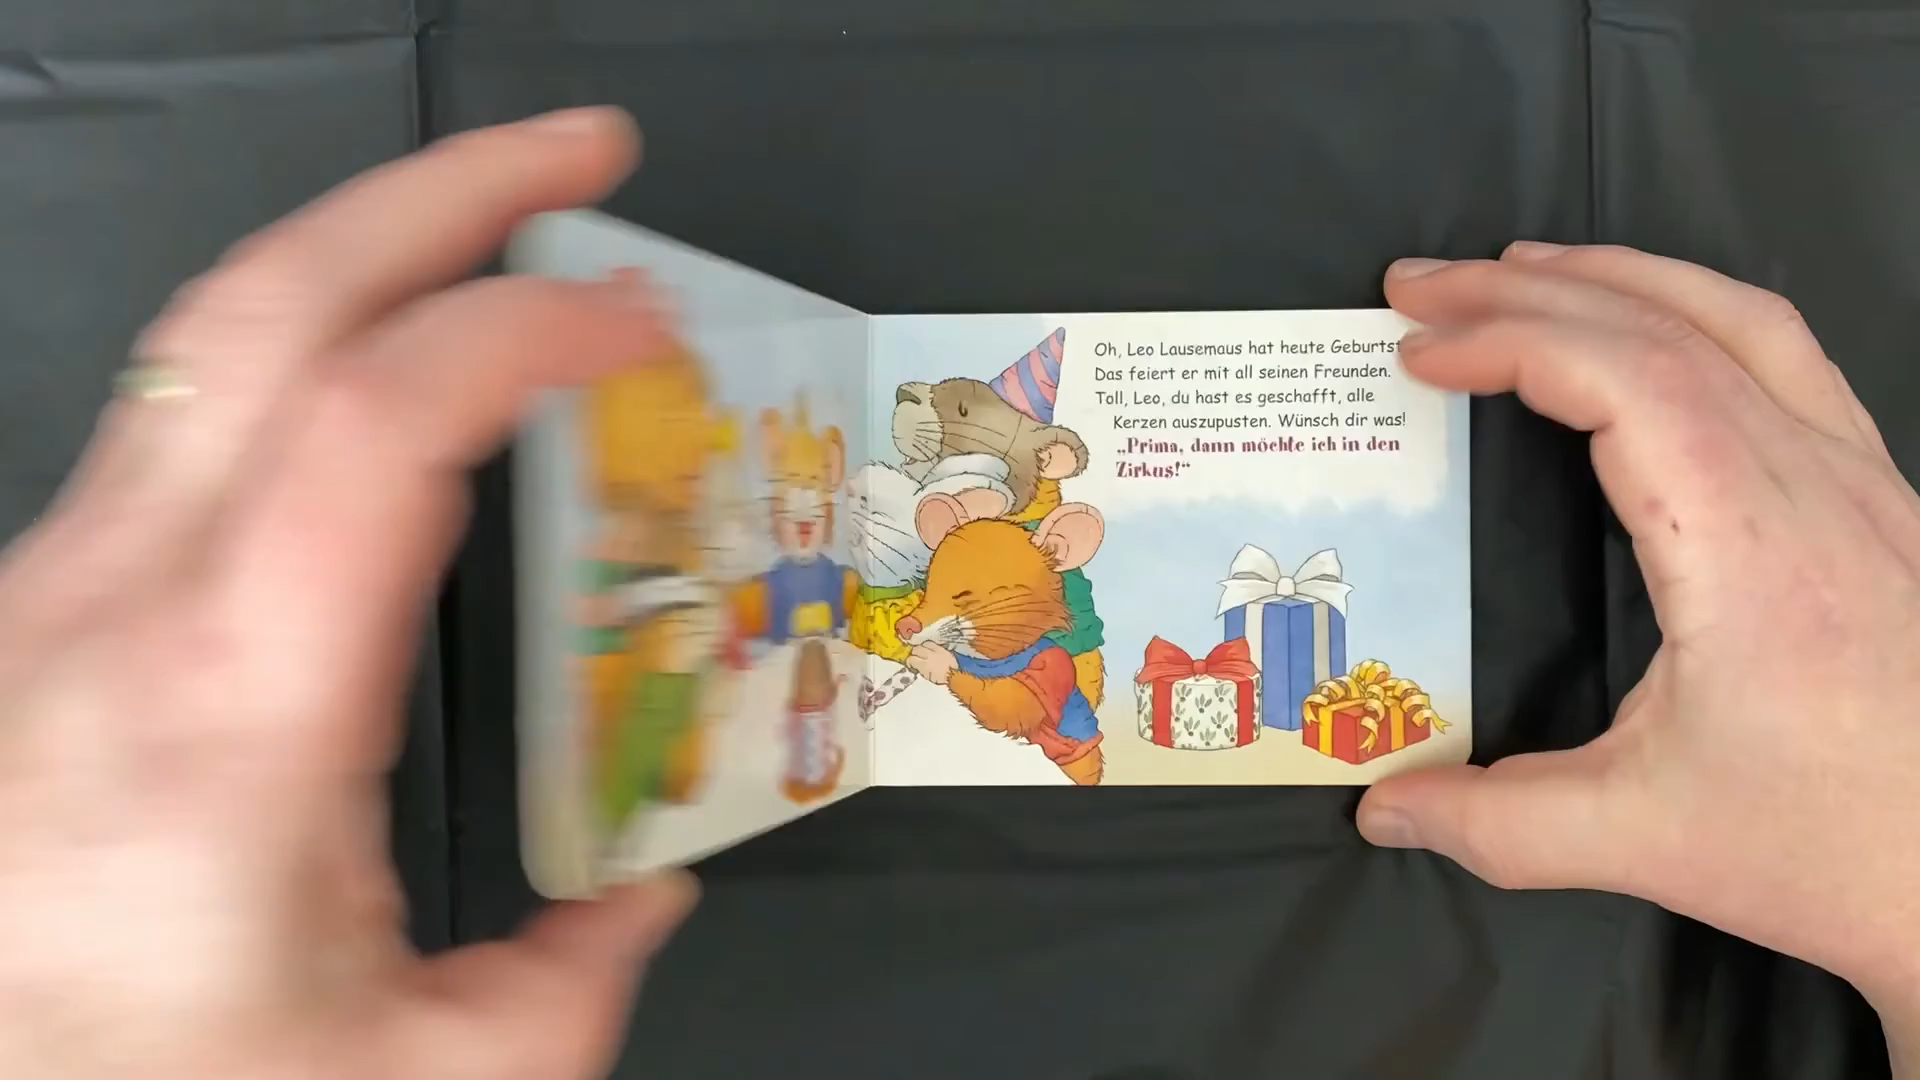 Oh, Leo Lausemaus hat heute
Das feiert er mit all seinen Freunden.
Toll, Leo, du hast es geschafft, alle
Kerzen auszupusten. Wünsch dir was!
„Prima, dann möchte ich in den
Zirkus!“